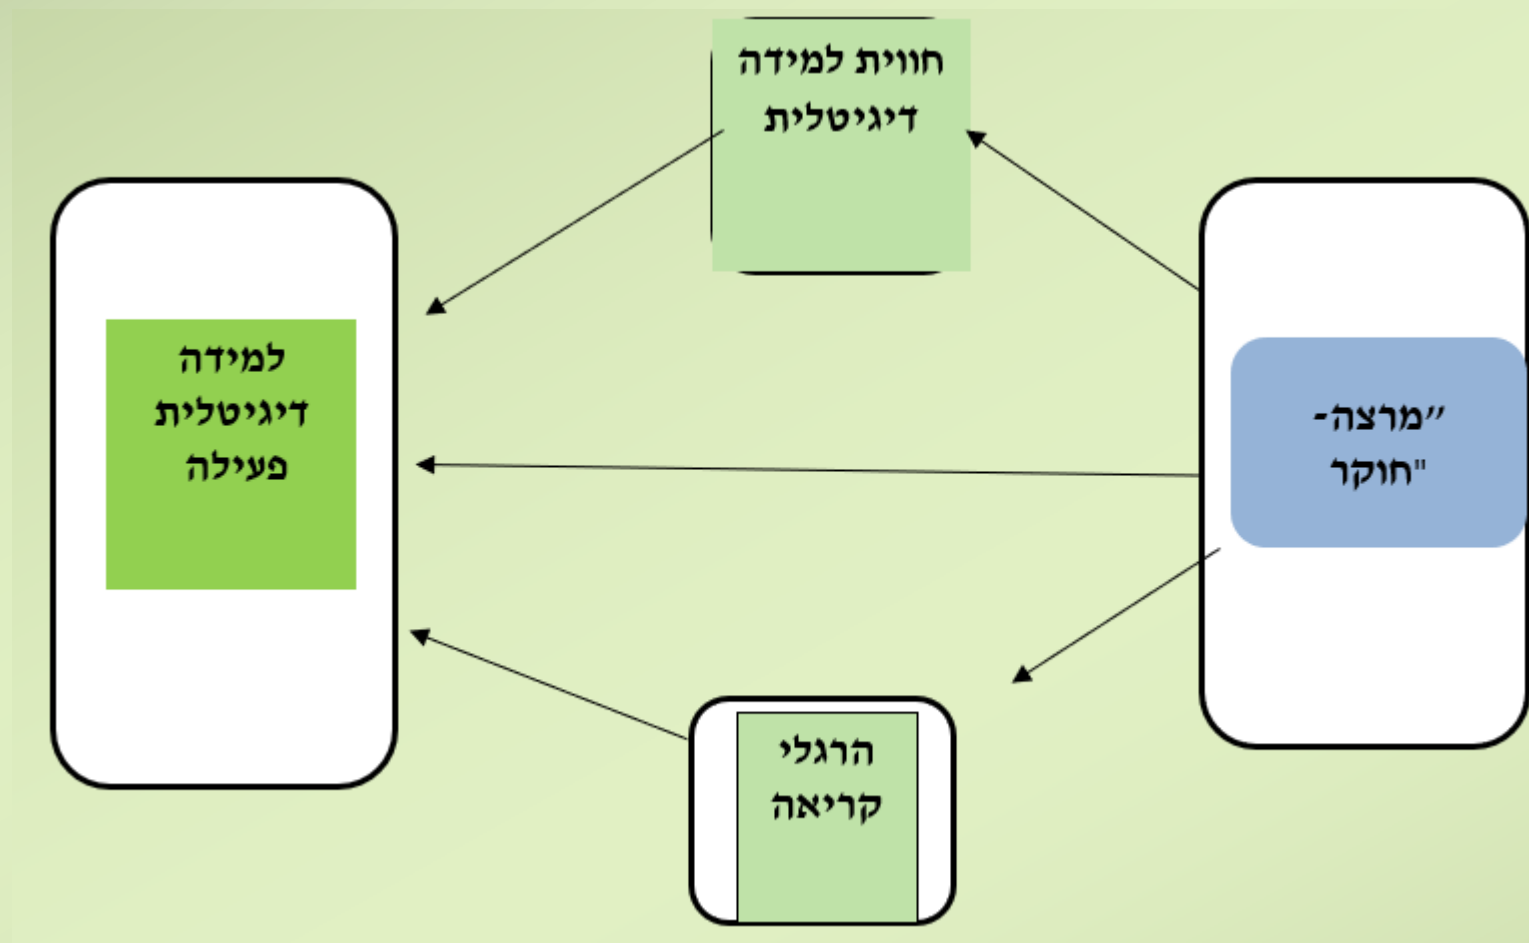 חווית למידה
דיגיטלית
״מרצה-
חוקר"
למידה
דיגיטלית
פעילה
הרגלי
קריאה